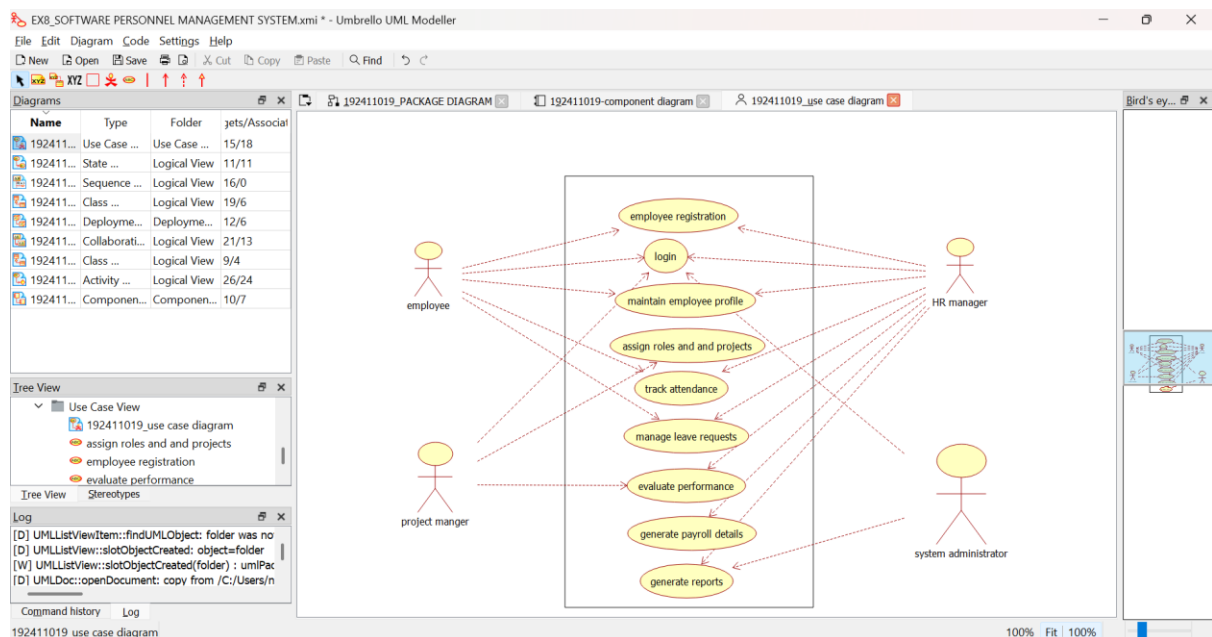 EX8_SOFTWARE PERSONNEL MANAGEMENT SYSTEM.xmi * - Umbrello UML Modeller
File Edit Diagram Code Settings Help
New Open Save Cut Copy Paste Find
XYZ XYZ
Diagrams
192411019_PACKAGE DIAGRAM 192411019-component diagram 192411019_use case diagram
Bird's ey...
Name Type Folder gets/Associat
192411... Use Case ... Use Case ... 15/18
192411... State ... Logical View 11/11
192411... Sequence ... Logical View 16/0
192411... Class ... Logical View 19/6
192411... Deployme... Deployme... 12/6
192411... Collaborati... Logical View 21/13
192411... Class ... Logical View 9/4
192411... Activity ... Logical View 26/24
192411... Componen... Componen... 10/7
Tree View
Use Case View
192411019_use case diagram
assign roles and and projects
employee registration
evaluate performance
Tree View Stereotypes
Log
[D] UMLListViewItem::findUMLObject: folder was no
[D] UMLListView::slotObjectCreated: object=folder
[W] UMLListView::slotObjectCreated(folder) : umlPac
[D] UMLDoc::openDocument: copy from /C:/Users/n
Command history Log
192411019_use case diagram
employee registration
login
maintain employee profile
assign roles and and projects
track attendance
manage leave requests
evaluate performance
generate payroll details
generate reports
employee
project manger
HR manager
system administrator
100% Fit 100%